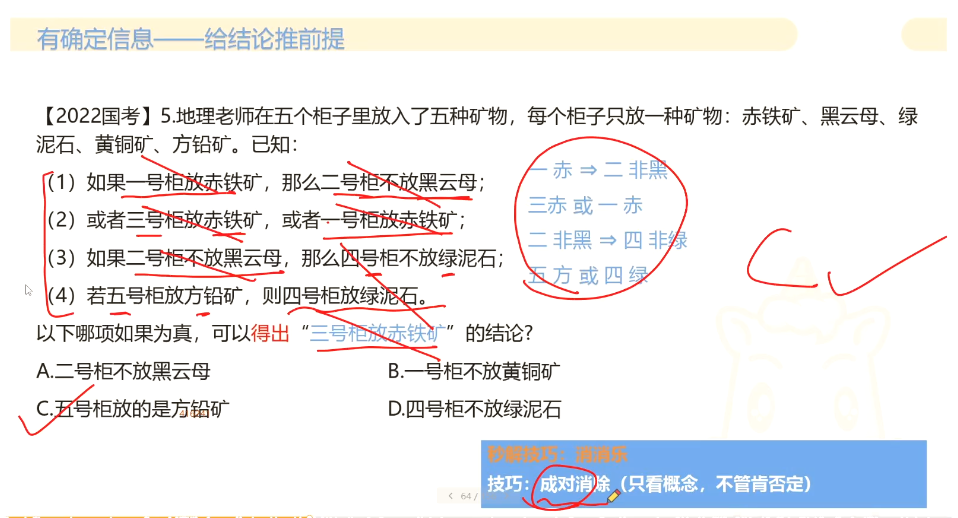 有确定信息——给结论推前提
【2022国考】5.地理老师在五个柜子里放入了五种矿物，每个柜子只放一种矿物：赤铁矿、黑云母、绿
泥石、黄铜矿、方铅矿。已知：
（1）如果一号柜放赤铁矿，那么二号柜不放黑云母；
（2）或者三号柜放赤铁矿，或者一号柜放赤铁矿；
（3）如果二号柜不放黑云母，那么四号柜不放绿泥石；
（4）若五号柜放方铅矿，则四号柜放绿泥石。
一 赤 ⇒ 二 非黑
三赤 或 一 赤
二 非黑 ⇒ 四 非绿
五 方 或 四 绿
以下哪项如果为真，可以得出“三号柜放赤铁矿”的结论？
A.二号柜不放黑云母
B.一号柜不放黄铜矿
C.五号柜放的是方铅矿
D.四号柜不放绿泥石
秒解技巧：消消乐
技巧：成对消除（只看概念，不管肯否定）
64 /